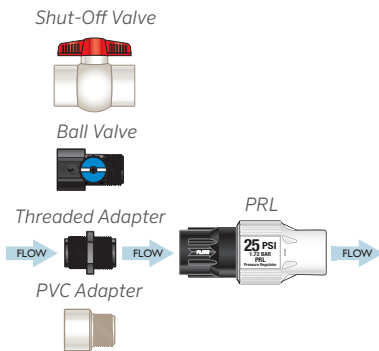 Shut-Off Valve
Ball Valve
Threaded Adapter
PRL
FLOW
FLOW
FLOW
25 PSI
1.72 BAR
PRL
Pressure Regulator
FLOW
PVC Adapter